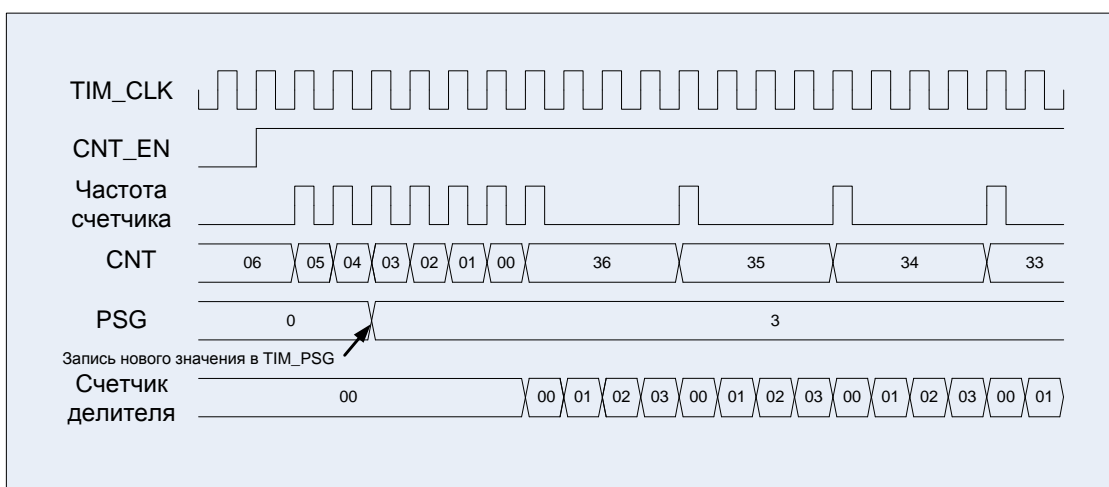 TIM_CLK
CNT_EN
Частота
счетчика
CNT 06 05 04 03 02 01 00 36 35 34 33
PSG 0 3
Запись нового значения в TIM_PSG
Счетчик
делителя
00 00 01 02 03 00 01 02 03 00 01 02 03 00 01